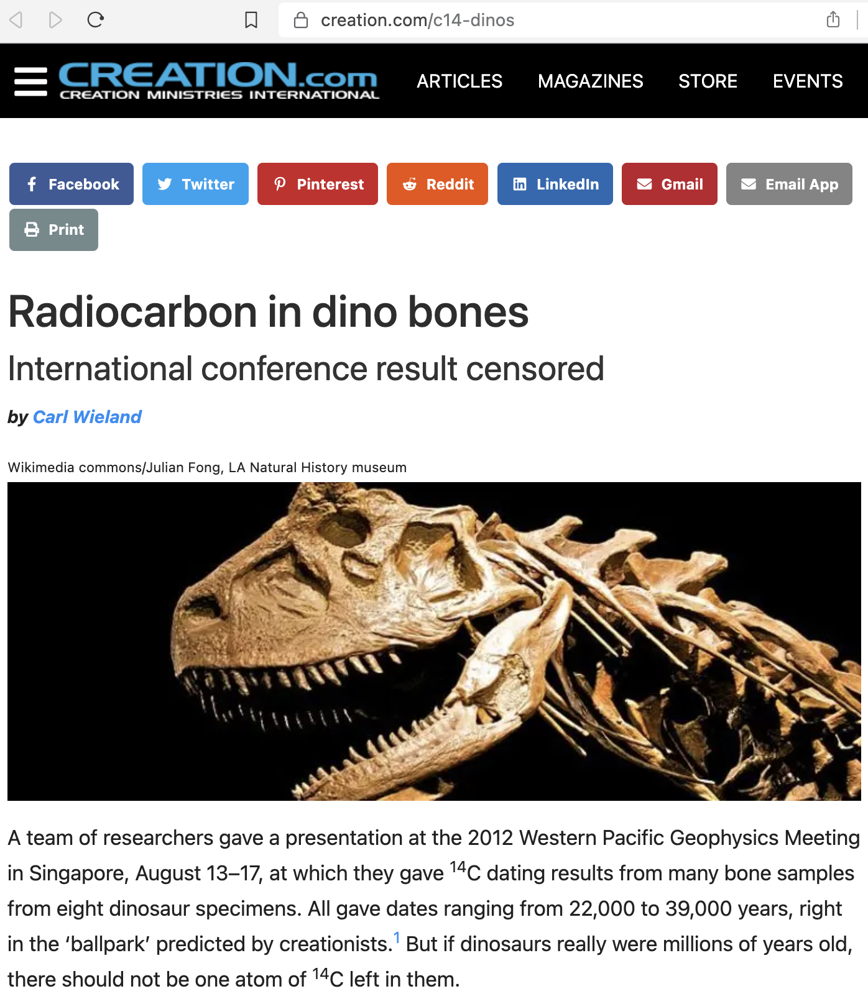 creation.com/c14-dinos
CREATION.com
CREATION MINISTRIES INTERNATIONAL
ARTICLES
MAGAZINES
STORE
EVENTS
Facebook
Twitter
Pinterest
Reddit
LinkedIn
Gmail
Email App
Print
Radiocarbon in dino bones
International conference result censored
by Carl Wieland
Wikimedia commons/Julian Fong, LA Natural History museum
A team of researchers gave a presentation at the 2012 Western Pacific Geophysics Meeting
in Singapore, August 13–17, at which they gave ¹⁴C dating results from many bone samples
from eight dinosaur specimens. All gave dates ranging from 22,000 to 39,000 years, right
in the ‘ballpark’ predicted by creationists.¹ But if dinosaurs really were millions of years old,
there should not be one atom of ¹⁴C left in them.